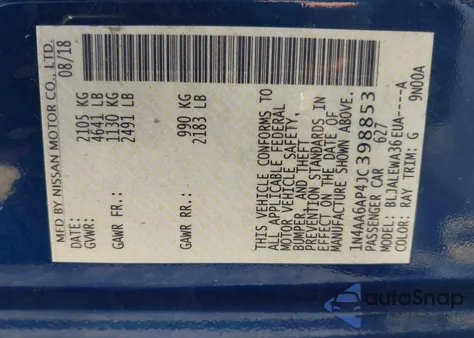 MFD BY NISSAN MOTOR CO., LTD.
08/18
GVWR: 2105 KG
4641 LB
GAWR FR.: 1130 KG
2491 LB
GAWR RR.: 990 KG
2183 LB
THIS VEHICLE CONFORMS TO
ALL APPLICABLE FEDERAL
MOTOR VEHICLE SAFETY,
BUMPER, AND THEFT
PREVENTION STANDARDS IN
EFFECT ON THE DATE OF
MANUFACTURE SHOWN ABOVE.
1N4AA6AP4JC398853
PASSENGER CAR 627
MODEL: BLJALEWA36EUA----A
COLOR: RAY TRIM: G 9N00A
autoSnap